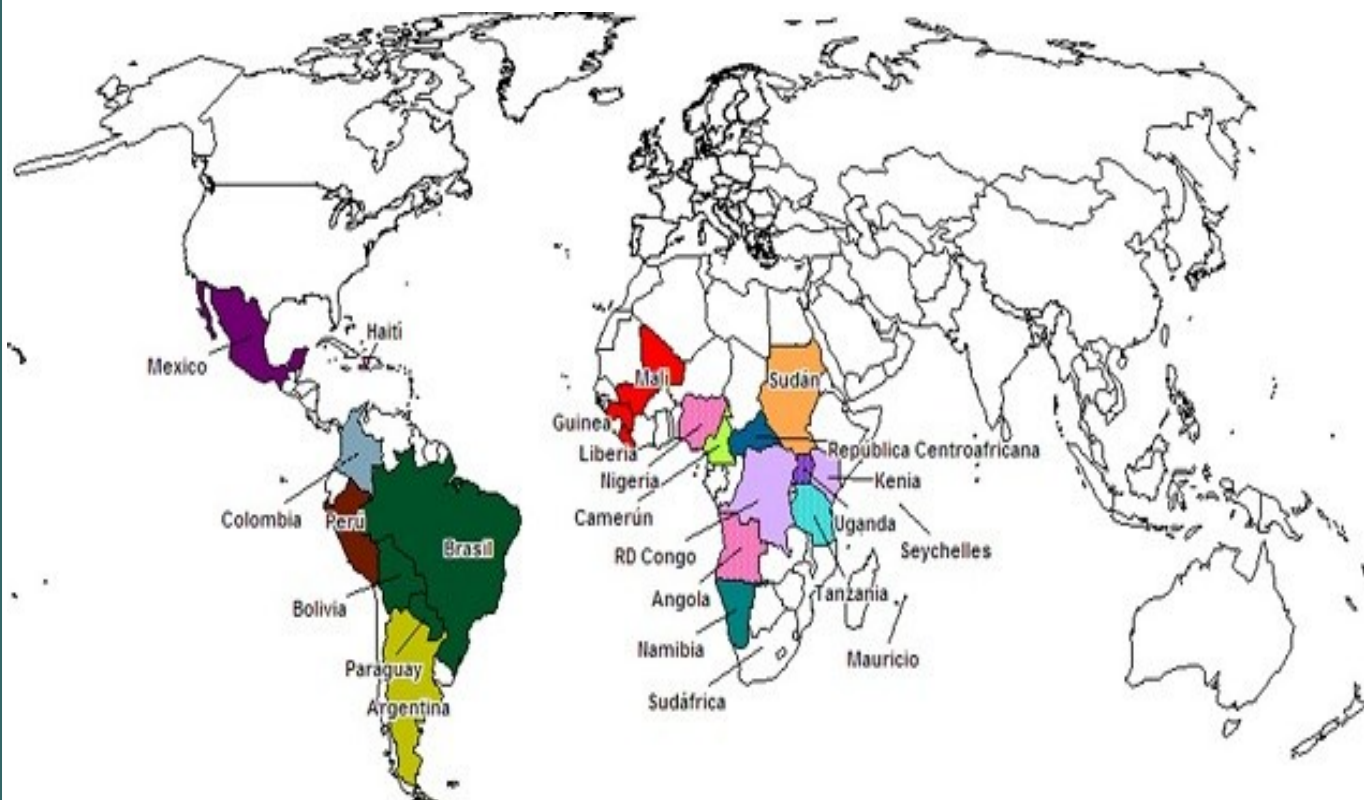 Haití
Mexico
Mali
Sudán
Guinea
República Centroafricana
Liberia
Nigeria
Kenia
Camerún
Colombia
Perú
Uganda
Brasil
Seychelles
RD Congo
Angola
Tanzania
Bolivia
Namibia
Mauricio
Paraguay
Sudáfrica
Argentina